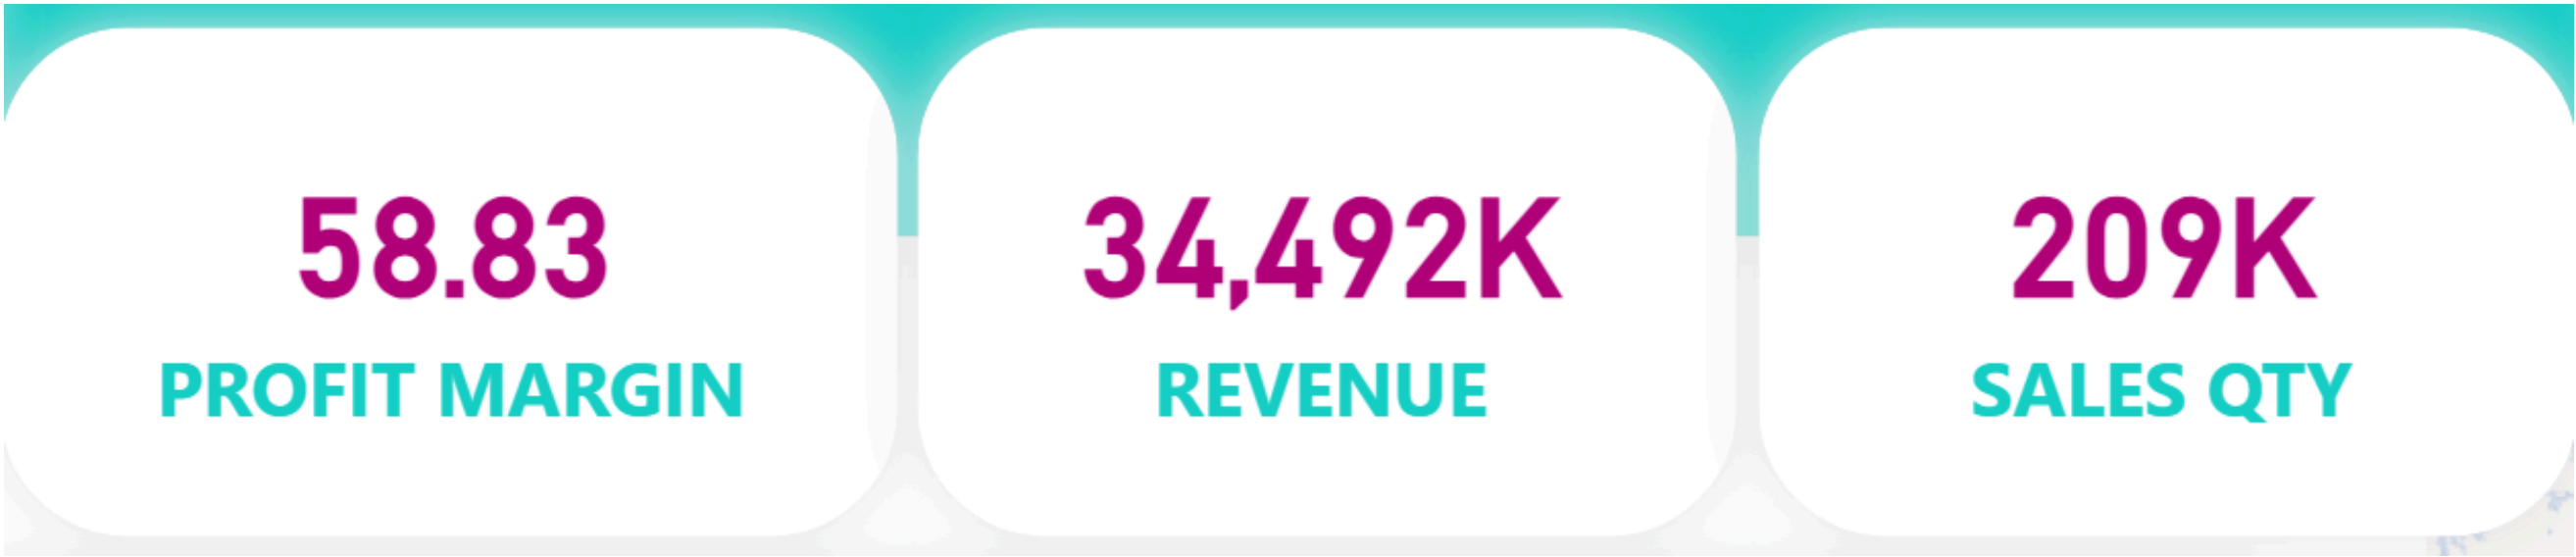 58.83
PROFIT MARGIN
34,492K
REVENUE
209K
SALES QTY